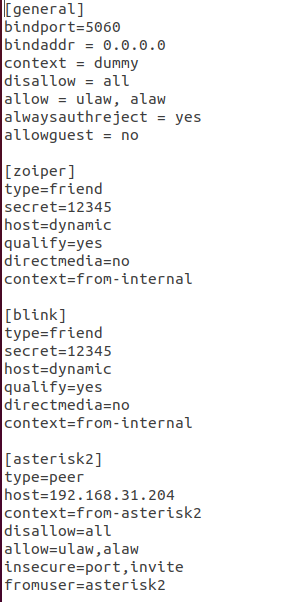 [general]
bindport=5060
bindaddr = 0.0.0.0
context = dummy
disallow = all
allow = ulaw, alaw
alwaysauthreject = yes
allowguest = no

[zoiper]
type=friend
secret=12345
host=dynamic
qualify=yes
directmedia=no
context=from-internal

[blink]
type=friend
secret=12345
host=dynamic
qualify=yes
directmedia=no
context=from-internal

[asterisk2]
type=peer
host=192.168.31.204
context=from-asterisk2
disallow=all
allow=ulaw,alaw
insecure=port,invite
fromuser=asterisk2